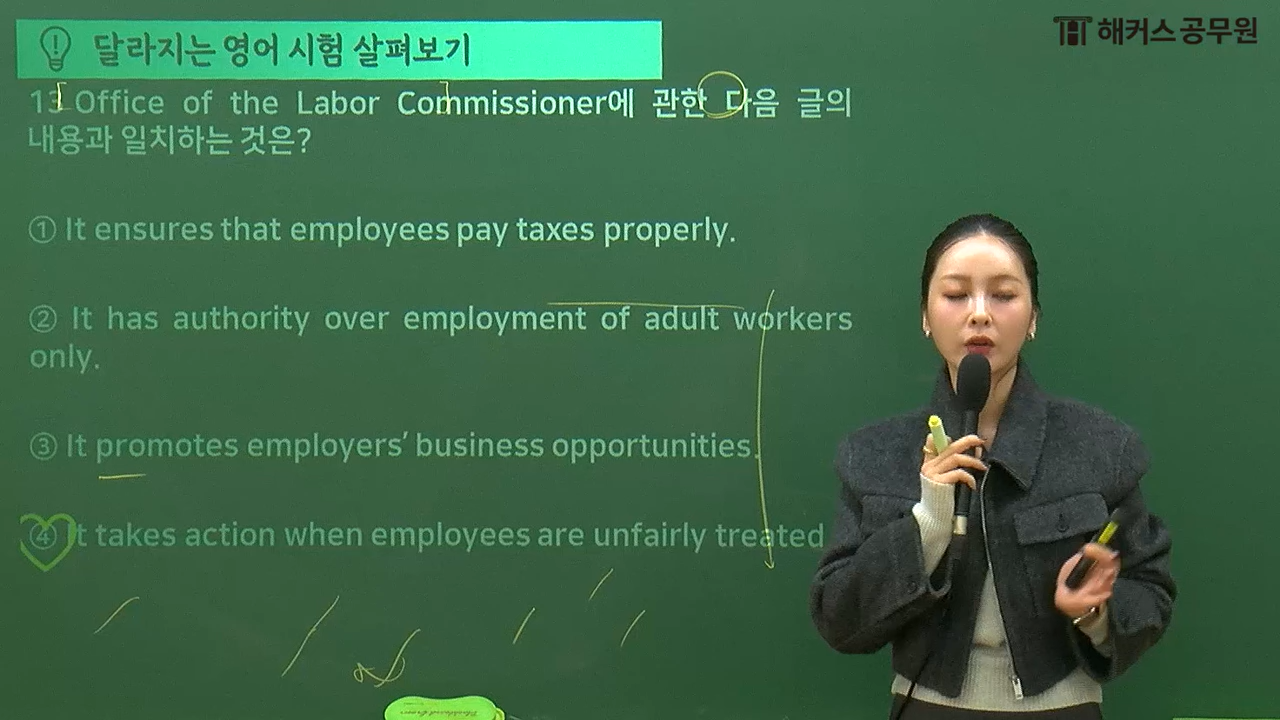 해커스 공무원
달라지는 영어 시험 살펴보기
13 Office of the Labor Commissioner에 관한 다음 글의
내용과 일치하는 것은?
① It ensures that employees pay taxes properly.
② It has authority over employment of adult workers
only.
③ It promotes employers' business opportunities.
④ It takes action when employees are unfairly treated